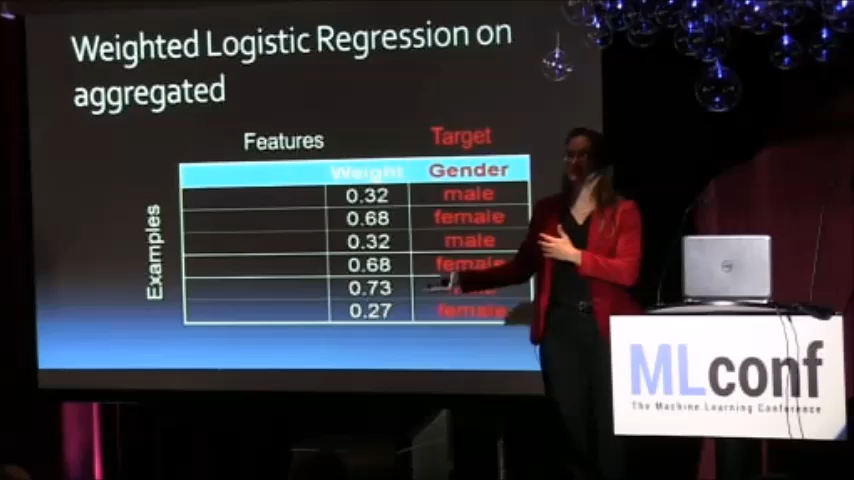 Weighted Logistic Regression on
aggregated
Features Target
Weight Gender
0.32 male
0.68 female
0.32 male
0.68 female
0.73
0.27 female
Examples
MLconf
The Machine Learning Conference